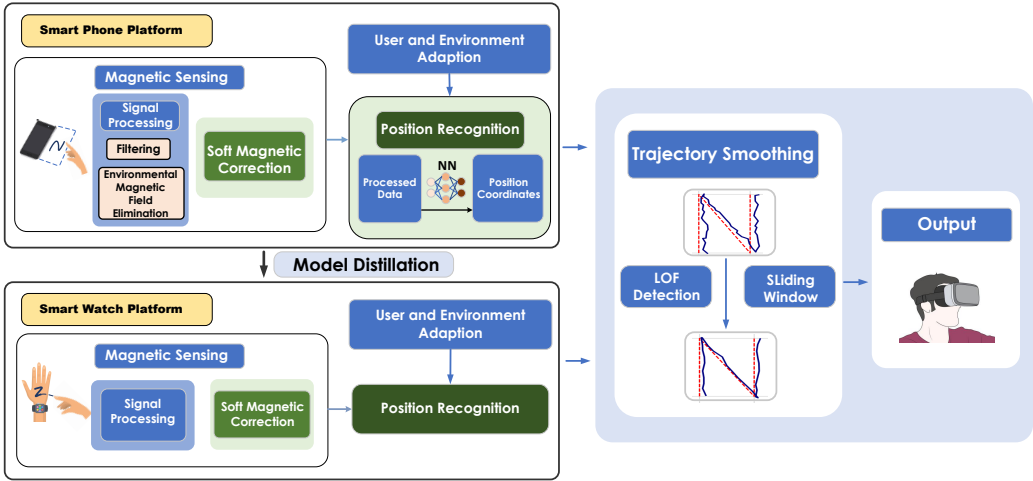 Smart Phone Platform
Magnetic Sensing
Signal
Processing
Filtering
Environmental
Magnetic
Field
Elimination
Z
Soft Magnetic
Correction
User and Environment
Adaption
Position Recognition
NN
Processed
Data
Position
Coordinates
Model Distillation
Smart Watch Platform
Magnetic Sensing
Z
Signal
Processing
Soft Magnetic
Correction
User and Environment
Adaption
Position Recognition
Trajectory Smoothing
LOF
Detection
SLiding
Window
Output